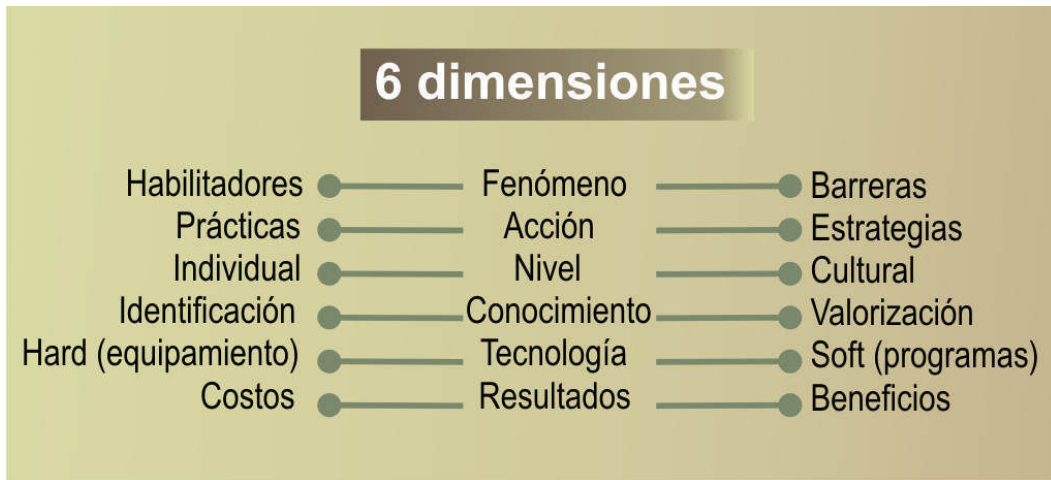 6 dimensiones
Habilitadores Fenómeno Barreras
Prácticas Acción Estrategias
Individual Nivel Cultural
Identificación Conocimiento Valorización
Hard (equipamiento) Tecnología Soft (programas)
Costos Resultados Beneficios